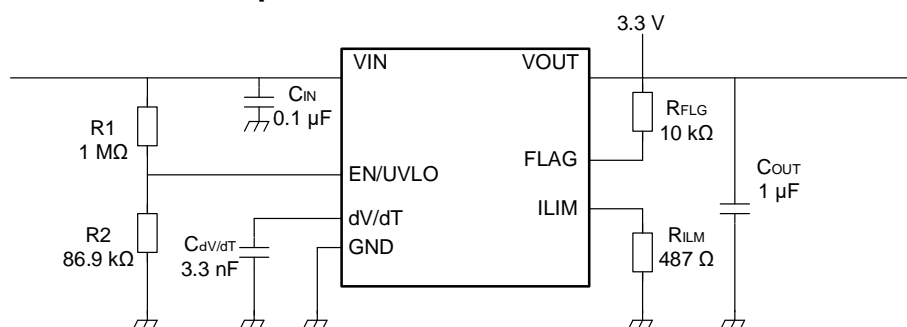 3.3 V
VIN
VOUT
CIN
0.1 µF
RFLG
10 kΩ
R1
1 MΩ
FLAG
EN/UVLO
COUT
1 µF
ILIM
dV/dT
R2
86.9 kΩ
CdV/dT
3.3 nF
GND
RILM
487 Ω